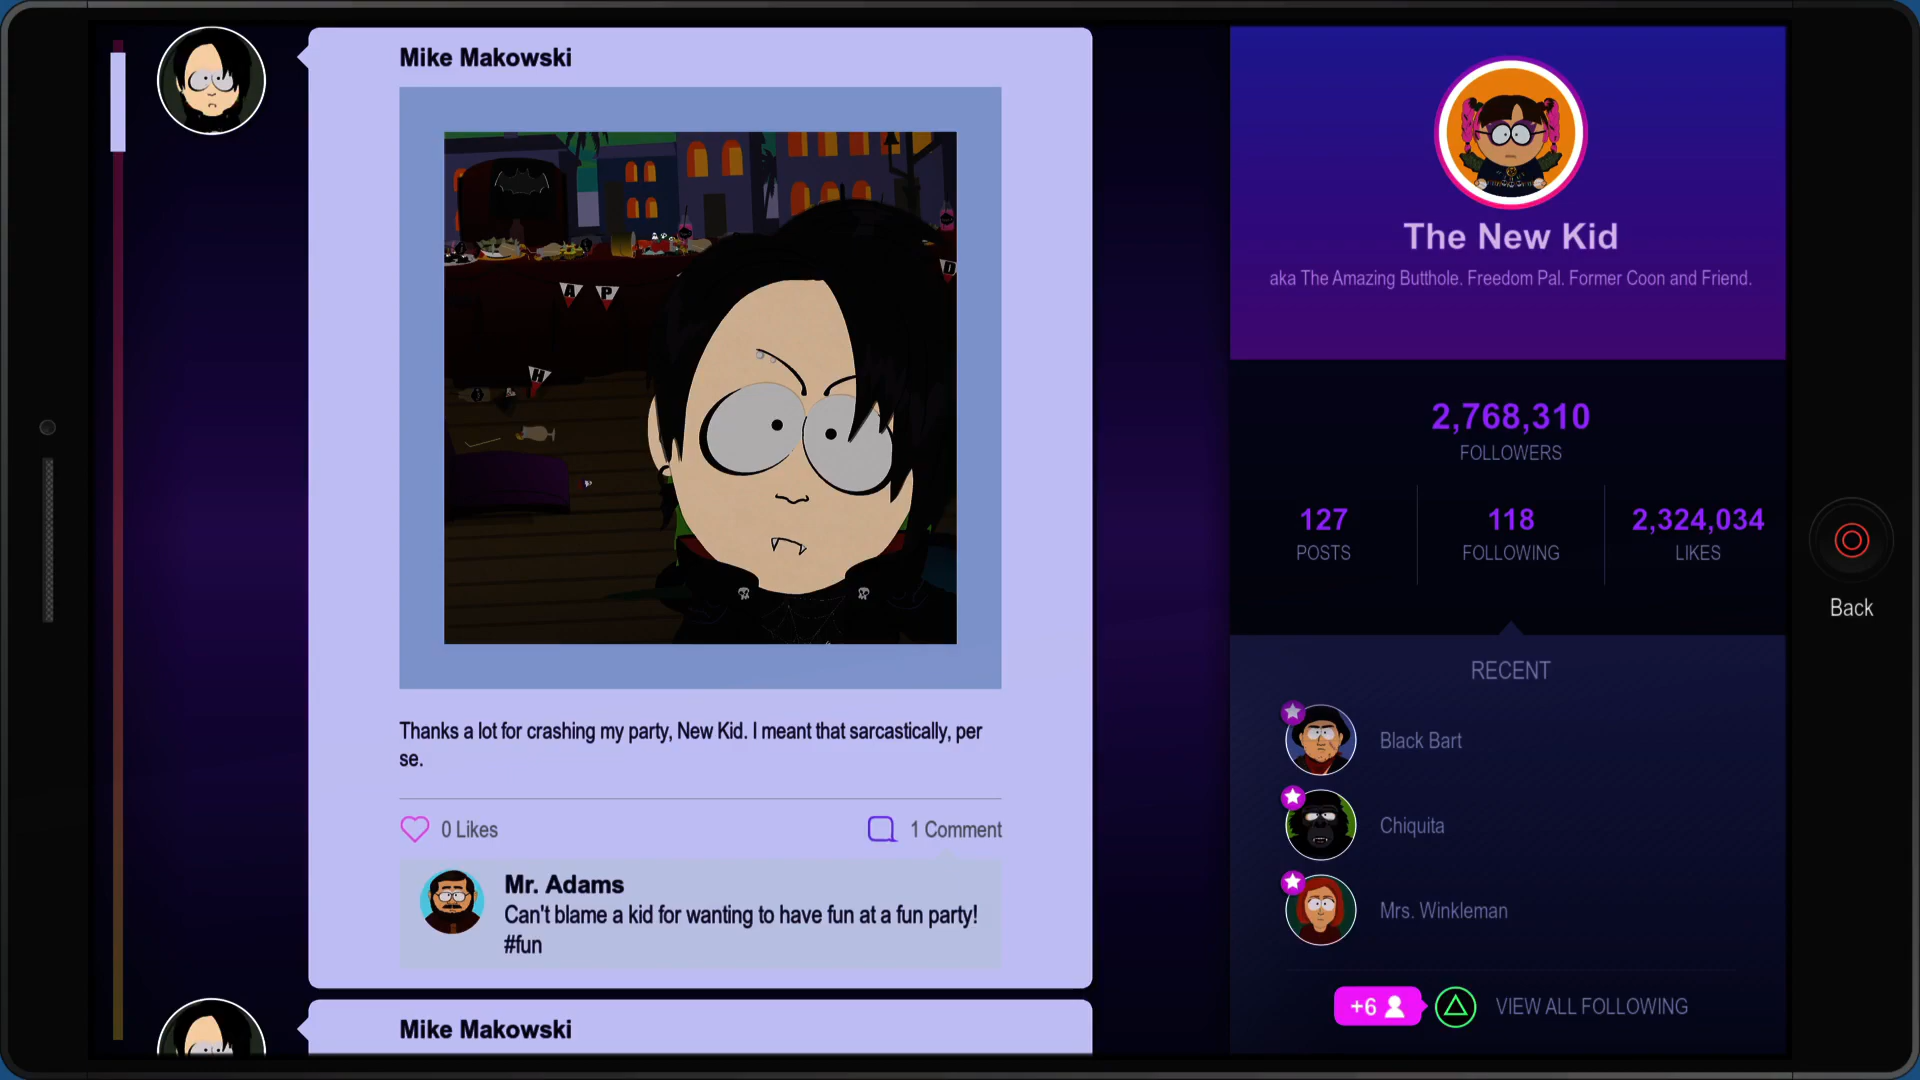 Mike Makowski
A P
H
D
Thanks a lot for crashing my party, New Kid. I meant that sarcastically, per
se.
0 Likes
1 Comment
Mr. Adams
Can't blame a kid for wanting to have fun at a fun party!
#fun
Mike Makowski
The New Kid
aka The Amazing Butthole. Freedom Pal. Former Coon and Friend.
2,768,310
FOLLOWERS
127
POSTS
118
FOLLOWING
2,324,034
LIKES
RECENT
Black Bart
Chiquita
Mrs. Winkleman
+6
VIEW ALL FOLLOWING
Back